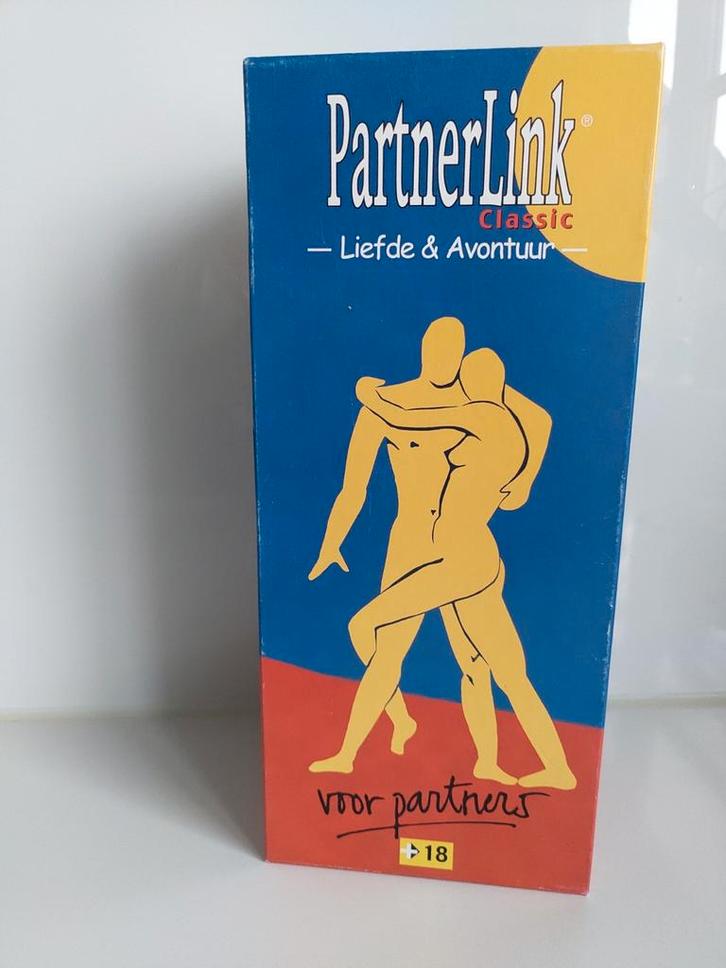 PartnerLink®
Classic
— Liefde & Avontuur —
voor partners
+18